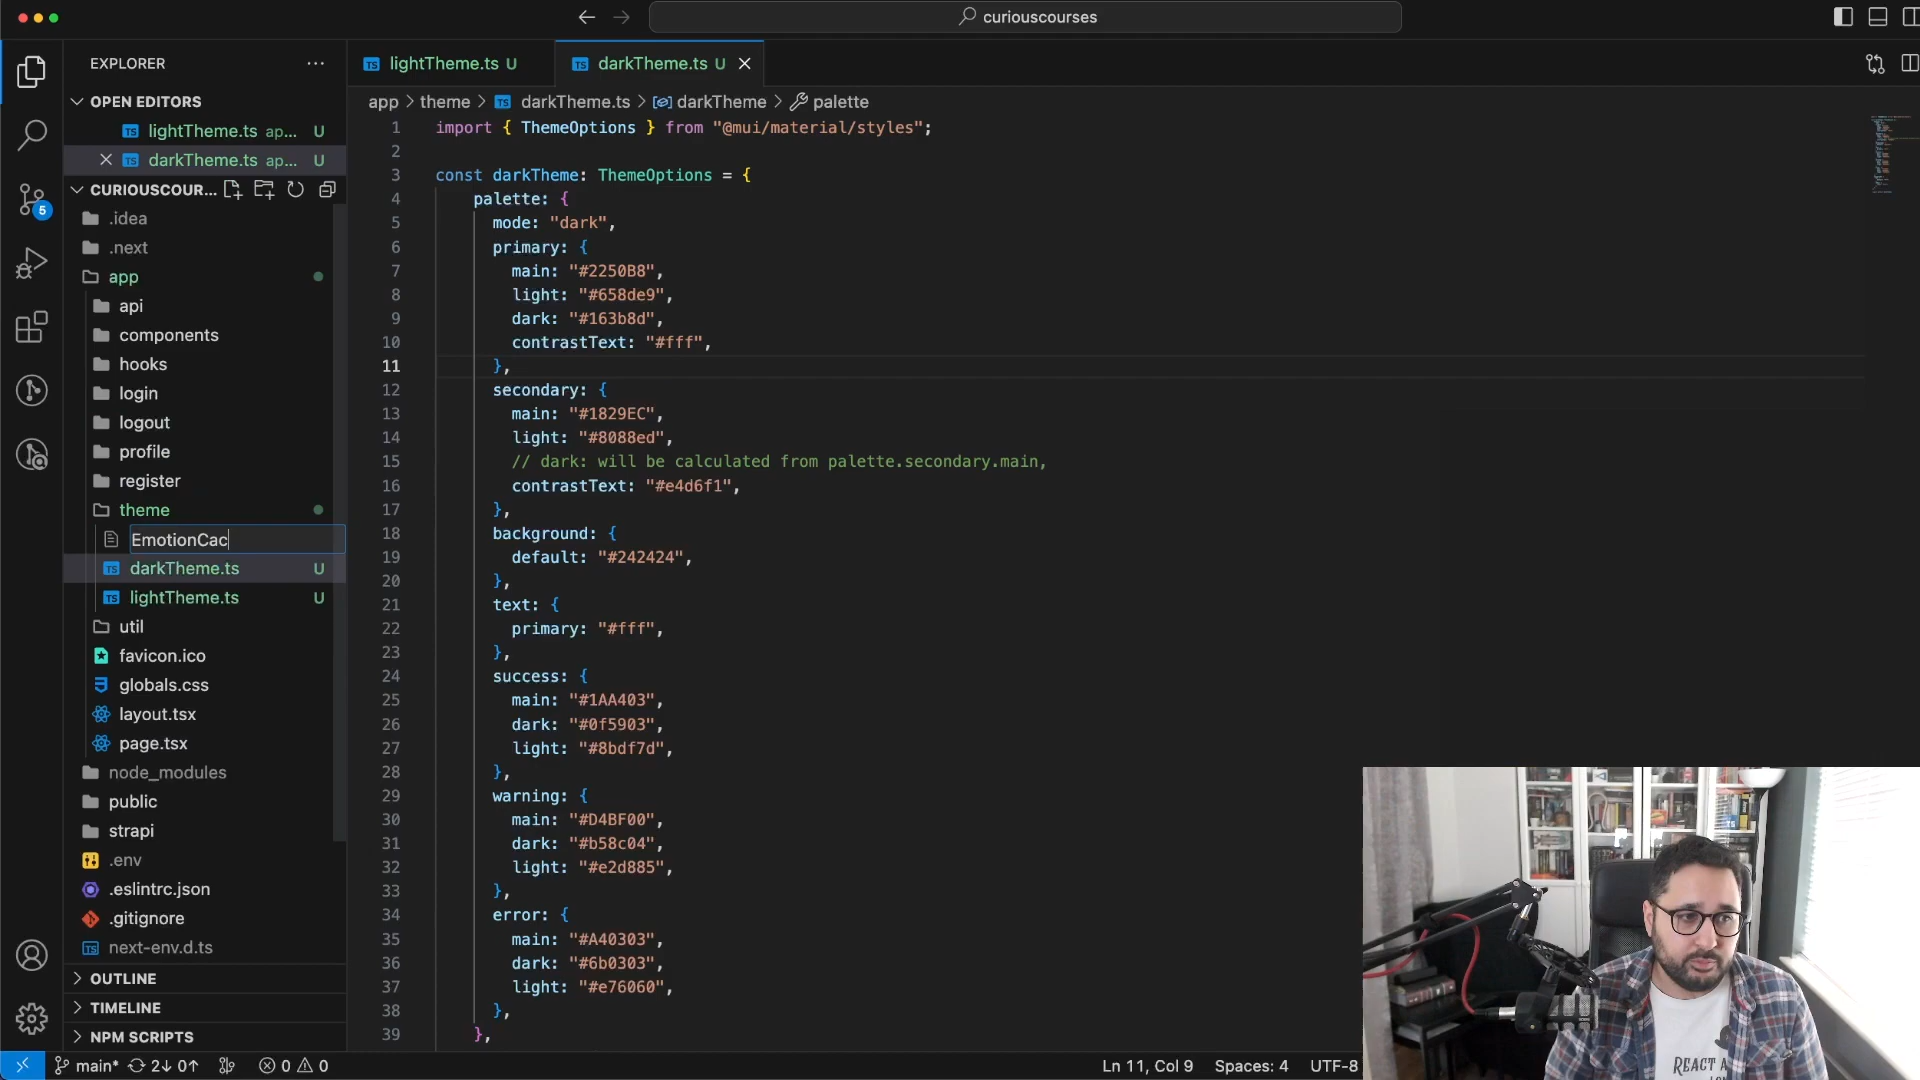 curiouscourses
EXPLORER
lightTheme.ts U
darkTheme.ts U
OPEN EDITORS
app > theme > darkTheme.ts > darkTheme > palette
lightTheme.ts ap... U
darkTheme.ts ap... U
CURIOUSCOUR...
.idea
.next
app
api
components
hooks
login
logout
profile
register
theme
EmotionCac
darkTheme.ts U
lightTheme.ts U
util
favicon.ico
globals.css
layout.tsx
page.tsx
node_modules
public
strapi
.env
.eslintrc.json
.gitignore
next-env.d.ts
OUTLINE
TIMELINE
NPM SCRIPTS
5
1 import { ThemeOptions } from "@mui/material/styles";
2
3 const darkTheme: ThemeOptions = {
4 palette: {
5 mode: "dark",
6 primary: {
7 main: "#2250B8",
8 light: "#658de9",
9 dark: "#163b8d",
10 contrastText: "#fff",
11 },
12 secondary: {
13 main: "#1829EC",
14 light: "#8088ed",
15 // dark: will be calculated from palette.secondary.main,
16 contrastText: "#e4d6f1",
17 },
18 background: {
19 default: "#242424",
20 },
21 text: {
22 primary: "#fff",
23 },
24 success: {
25 main: "#1AA403",
26 dark: "#0f5903",
27 light: "#8bdf7d",
28 },
29 warning: {
30 main: "#D4BF00",
31 dark: "#b58c04",
32 light: "#e2d885",
33 },
34 error: {
35 main: "#A40303",
36 dark: "#6b0303",
37 light: "#e76060",
38 },
39 },
main* 2↓ 0↑ 0 0
Ln 11, Col 9 Spaces: 4 UTF-8
REACT A